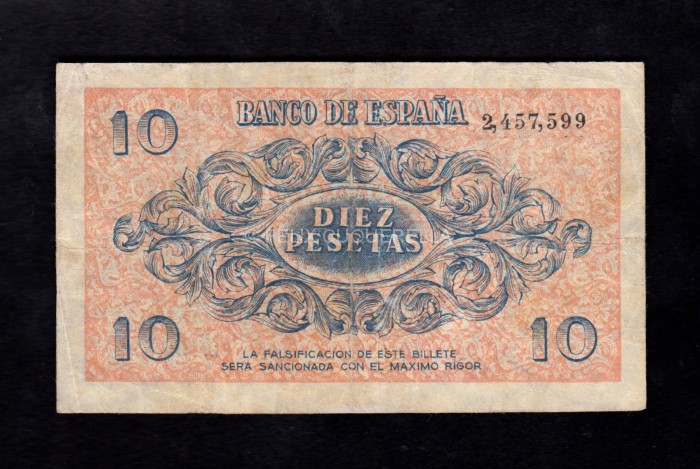 10
BANCO DE ESPAÑA
2,457,599
DIEZ
PESETAS
10
10
LA FALSIFICACION DE ESTE BILLETE
SERA SANCIONADA CON EL MAXIMO RIGOR